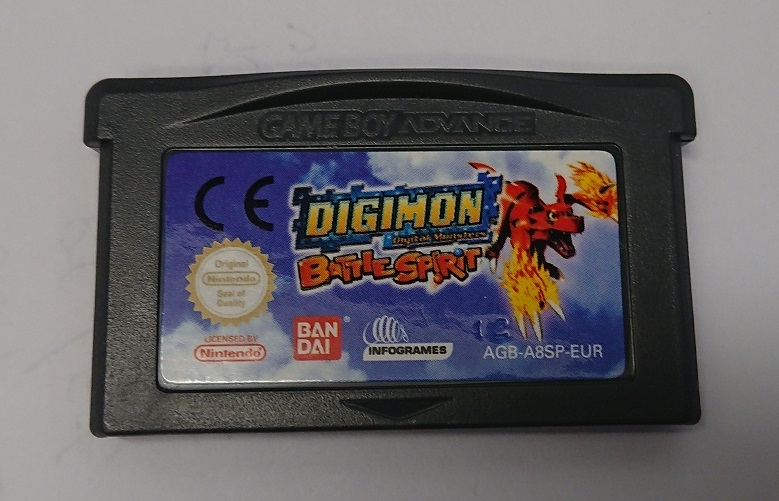 GAME BOY ADVANCE
CE
DIGIMON
Digital Monsters
BATTLE SPIRIT
Original
Nintendo
Seal of
Quality
LICENSED BY
Nintendo
BAN
DAI
®
INFOGRAMES
AGB-A8SP-EUR